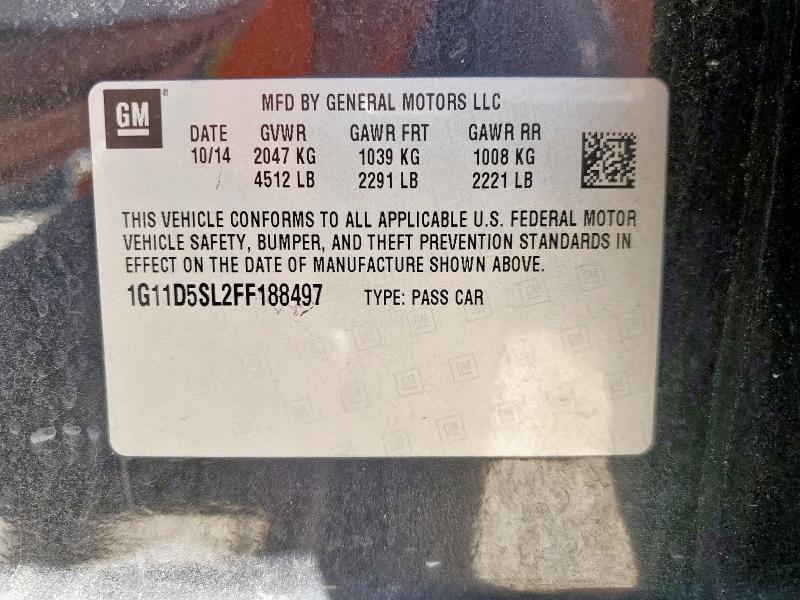 GM
MFD BY GENERAL MOTORS LLC
DATE GVWR GAWR FRT GAWR RR
10/14 2047 KG 1039 KG 1008 KG
4512 LB 2291 LB 2221 LB
THIS VEHICLE CONFORMS TO ALL APPLICABLE U.S. FEDERAL MOTOR
VEHICLE SAFETY, BUMPER, AND THEFT PREVENTION STANDARDS IN
EFFECT ON THE DATE OF MANUFACTURE SHOWN ABOVE.
1G11D5SL2FF188497 TYPE: PASS CAR